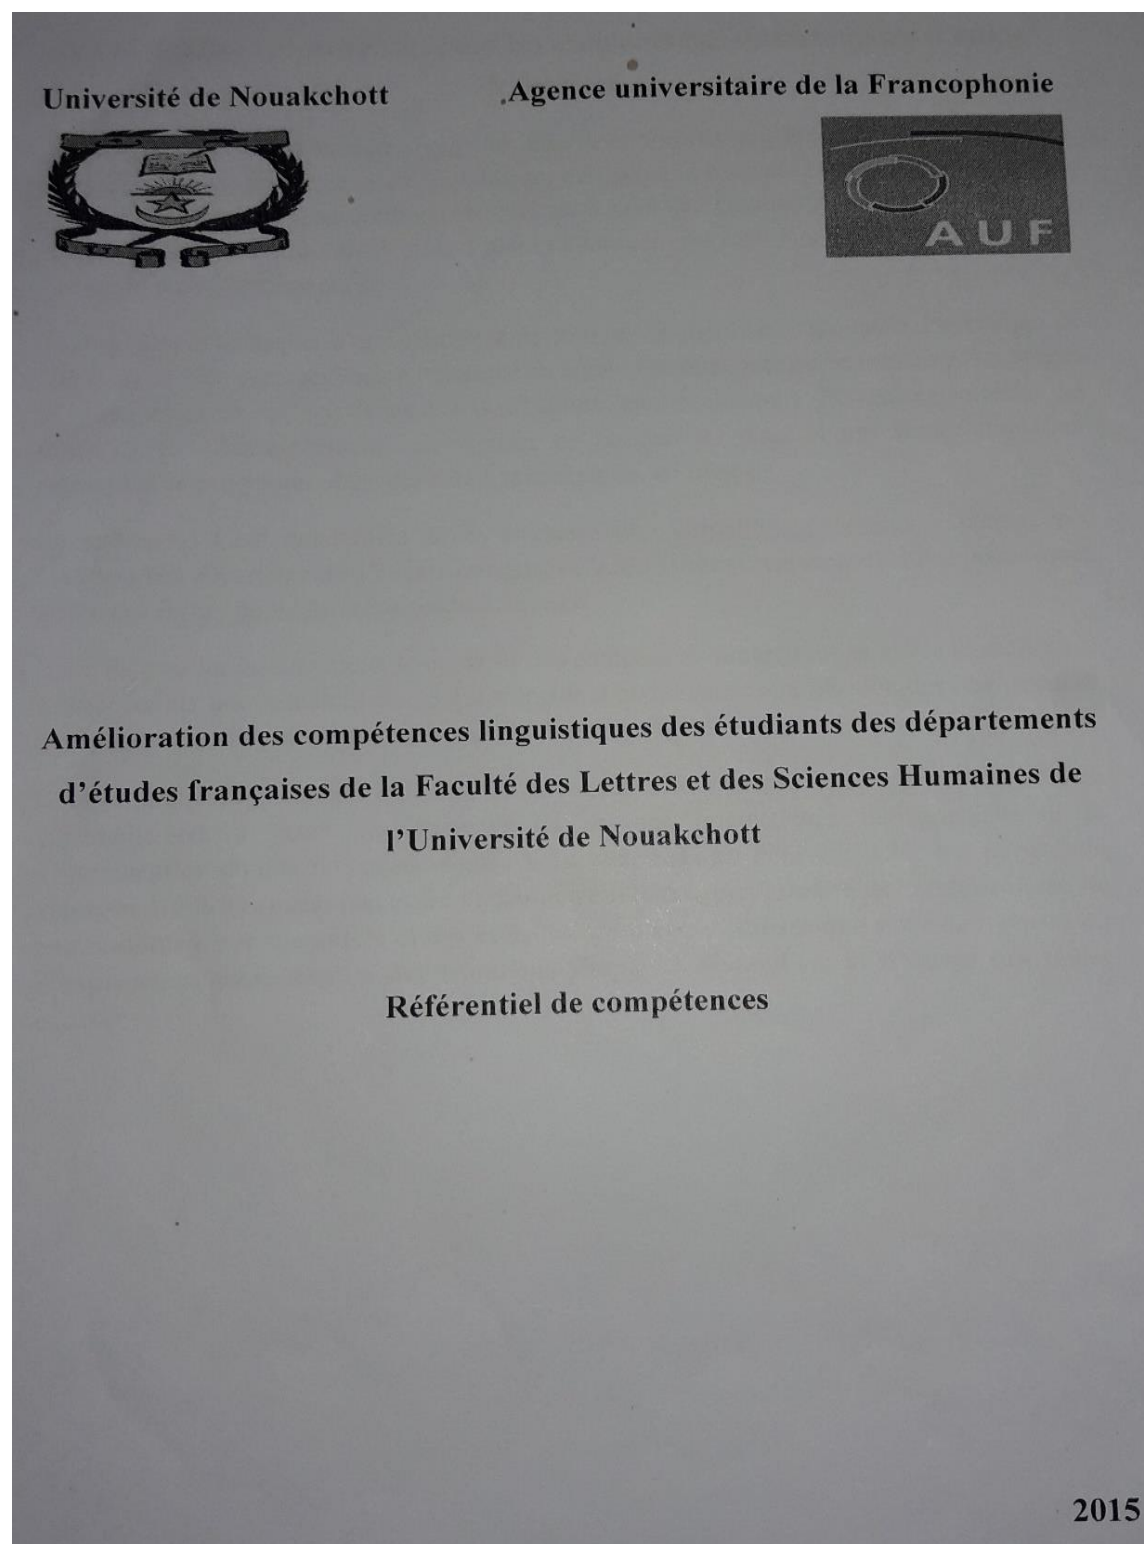 Université de Nouakchott
Agence universitaire de la Francophonie
AUF
Amélioration des compétences linguistiques des étudiants des départements
d’études françaises de la Faculté des Lettres et des Sciences Humaines de
l’Université de Nouakchott
Référentiel de compétences
2015